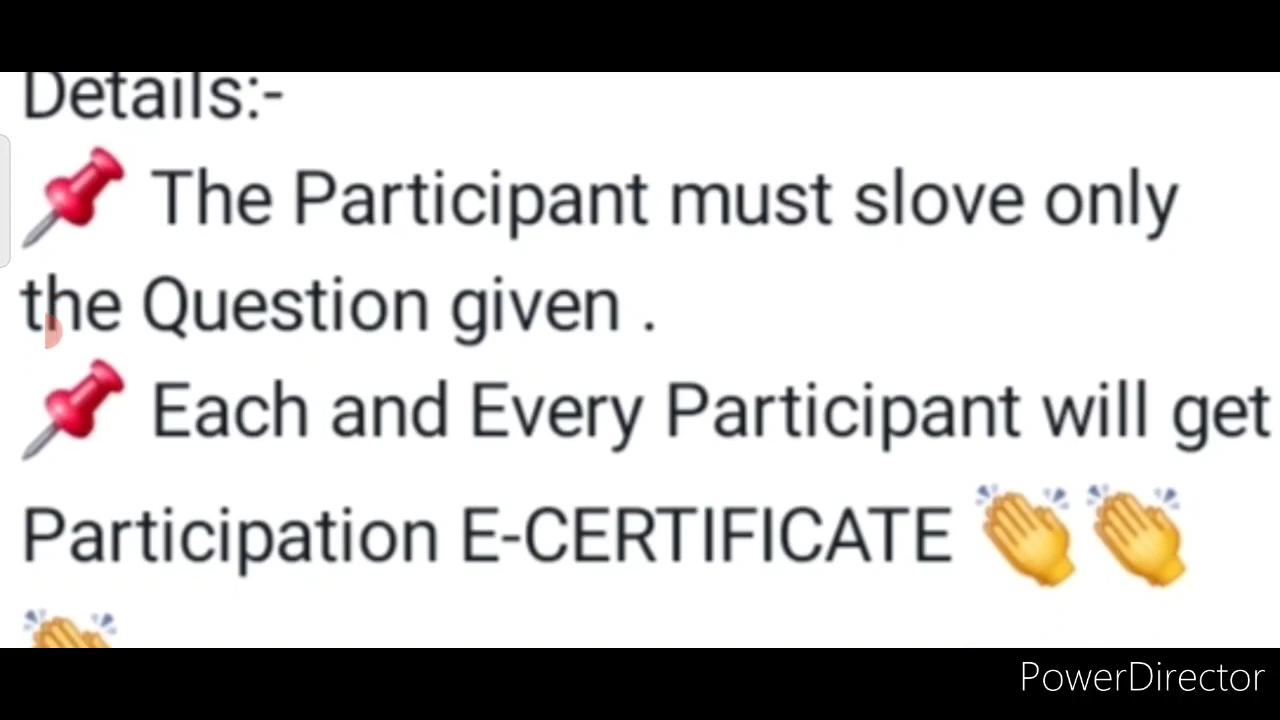 Details:-
📌 The Participant must slove only
the Question given .
📌 Each and Every Participant will get
Participation E-CERTIFICATE 👏👏
👏
PowerDirector